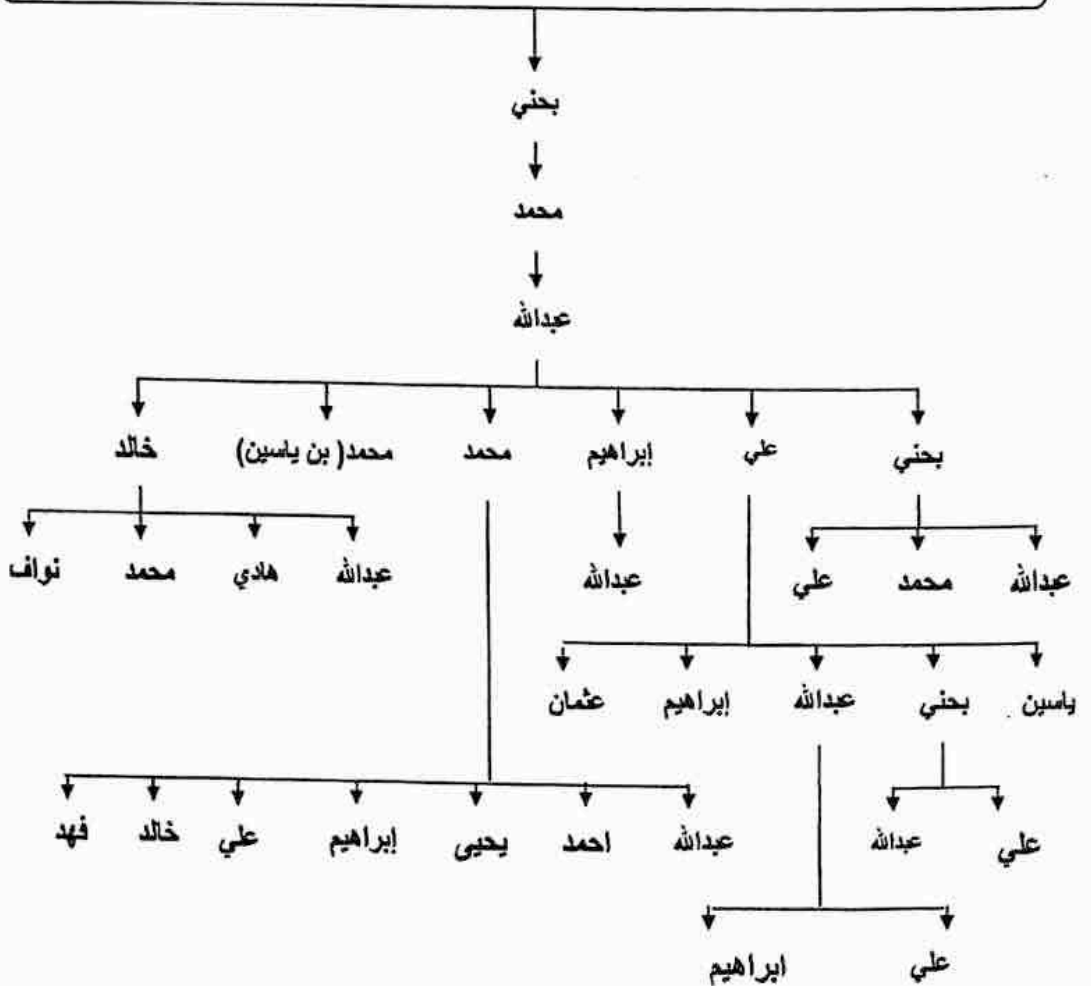 بحني
محمد
عبدالله
بحني علي إبراهيم محمد محمد( بن ياسين) خالد
عبدالله محمد علي عبدالله عبدالله هادي محمد نواف
ياسين بحني عبدالله إبراهيم عثمان
علي عبدالله عبدالله احمد يحيى إبراهيم علي خالد فهد
علي ابراهيم